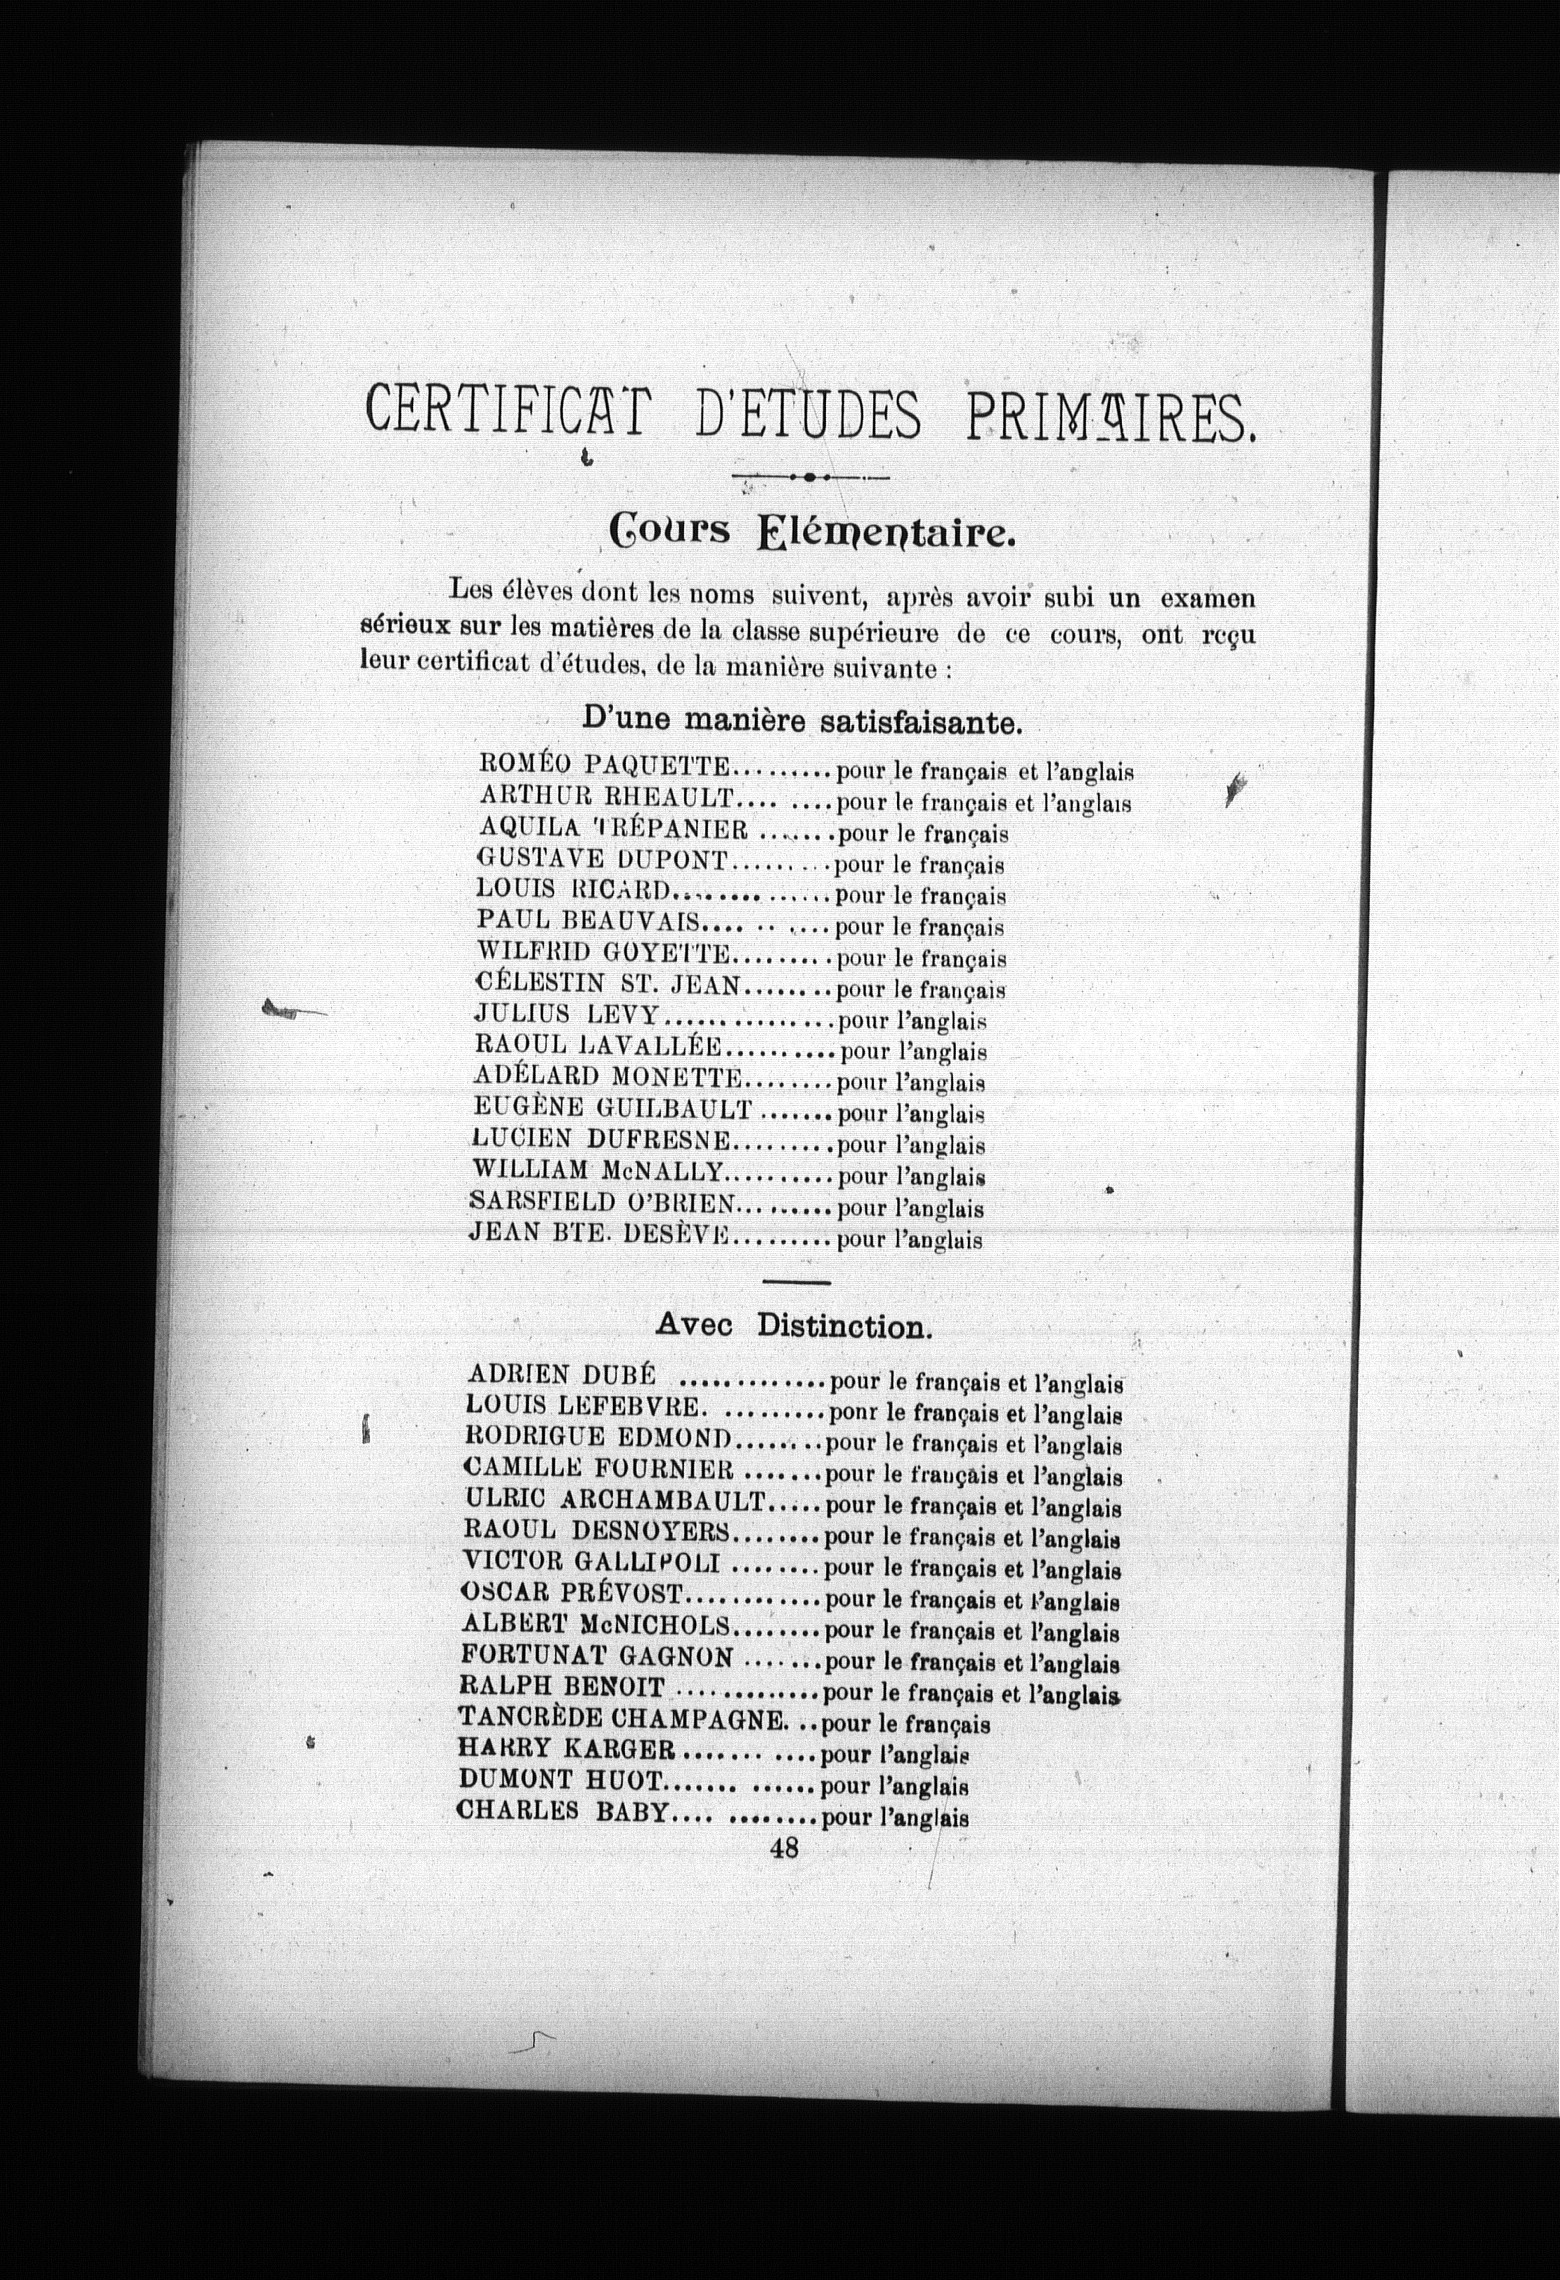 CERTIFICAT D'ETUDES PRIMAIRES.
Cours Elémentaire.
Les élèves dont les noms suivent, après avoir subi un examen
sérieux sur les matières de la classe supérieure de ce cours, ont reçu
leur certificat d'études, de la manière suivante :
D'une manière satisfaisante.
ROMÉO PAQUETTE..........pour le français et l'anglais
ARTHUR RHEAULT.... ....pour le français et l'anglais
AQUILA TRÉPANIER .......pour le français
GUSTAVE DUPONT..........pour le français
LOUIS RICARD......... ......pour le français
PAUL BEAUVAIS.... .. ....pour le français
WILFRID GOYETTE.........pour le français
CÉLESTIN ST. JEAN........pour le français
JULIUS LEVY................pour l'anglais
RAOUL LAVALLÉE..........pour l'anglais
ADÉLARD MONETTE........pour l'anglais
EUGÈNE GUILBAULT .......pour l'anglais
LUCIEN DUFRESNE.........pour l'anglais
WILLIAM McNALLY..........pour l'anglais
SARSFIELD O'BRIEN... ......pour l'anglais
JEAN BTE. DESÈVE.........pour l'anglais
Avec Distinction.
ADRIEN DUBÉ .............pour le français et l'anglais
LOUIS LEFEBVRE. .........ponr le français et l'anglais
RODRIGUE EDMOND........pour le français et l'anglais
CAMILLE FOURNIER .......pour le français et l'anglais
ULRIC ARCHAMBAULT.....pour le français et l'anglais
RAOUL DESNOYERS........pour le français et l'anglais
VICTOR GALLIPOLI ........pour le français et l'anglais
OSCAR PRÉVOST............pour le français et l'anglais
ALBERT McNICHOLS........pour le français et l'anglais
FORTUNAT GAGNON .......pour le français et l'anglais
RALPH BENOIT .............pour le français et l'anglais
TANCRÈDE CHAMPAGNE. ..pour le français
HARRY KARGER....... ....pour l'anglais
DUMONT HUOT....... ......pour l'anglais
CHARLES BABY.... ........pour l'anglais
48